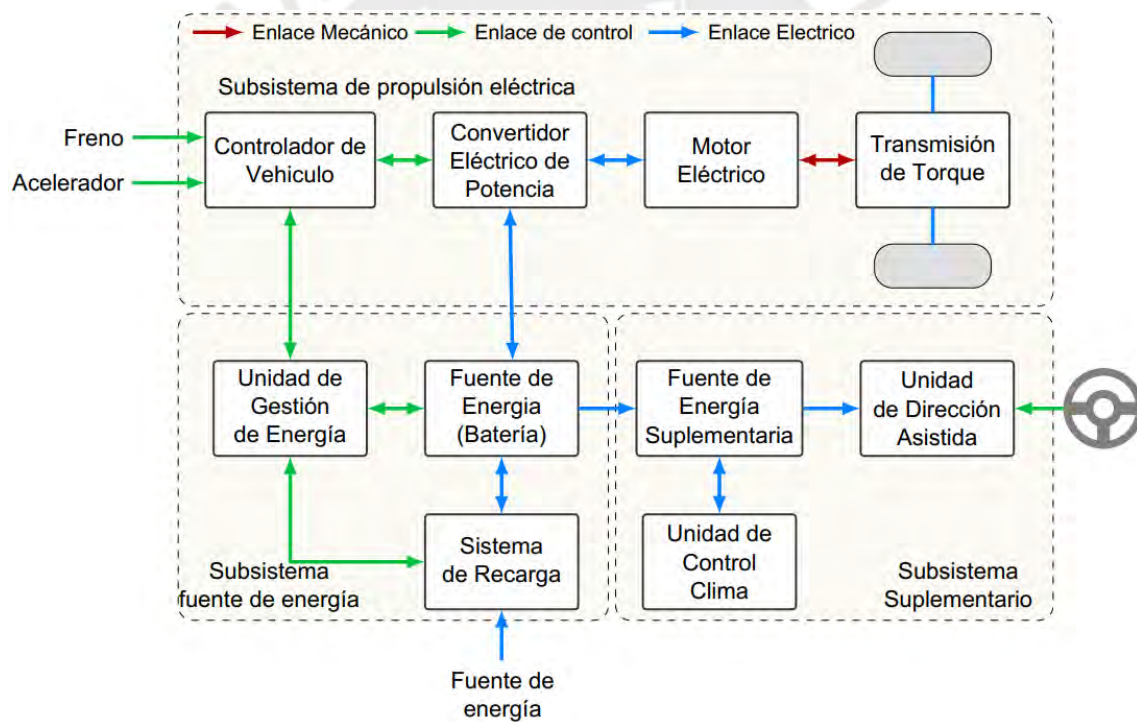 Enlace Mecánico
Enlace de control
Enlace Electrico
Subsistema de propulsión eléctrica
Freno
Acelerador
Controlador de
Vehiculo
Convertidor
Eléctrico de
Potencia
Motor
Eléctrico
Transmisión
de Torque
Unidad de
Gestión
de Energía
Fuente de
Energia
(Batería)
Fuente de
Energía
Suplementaria
Unidad
de Dirección
Asistida
Sistema
de Recarga
Unidad de
Control
Clima
Subsistema
fuente de energía
Subsistema
Suplementario
Fuente de
energía